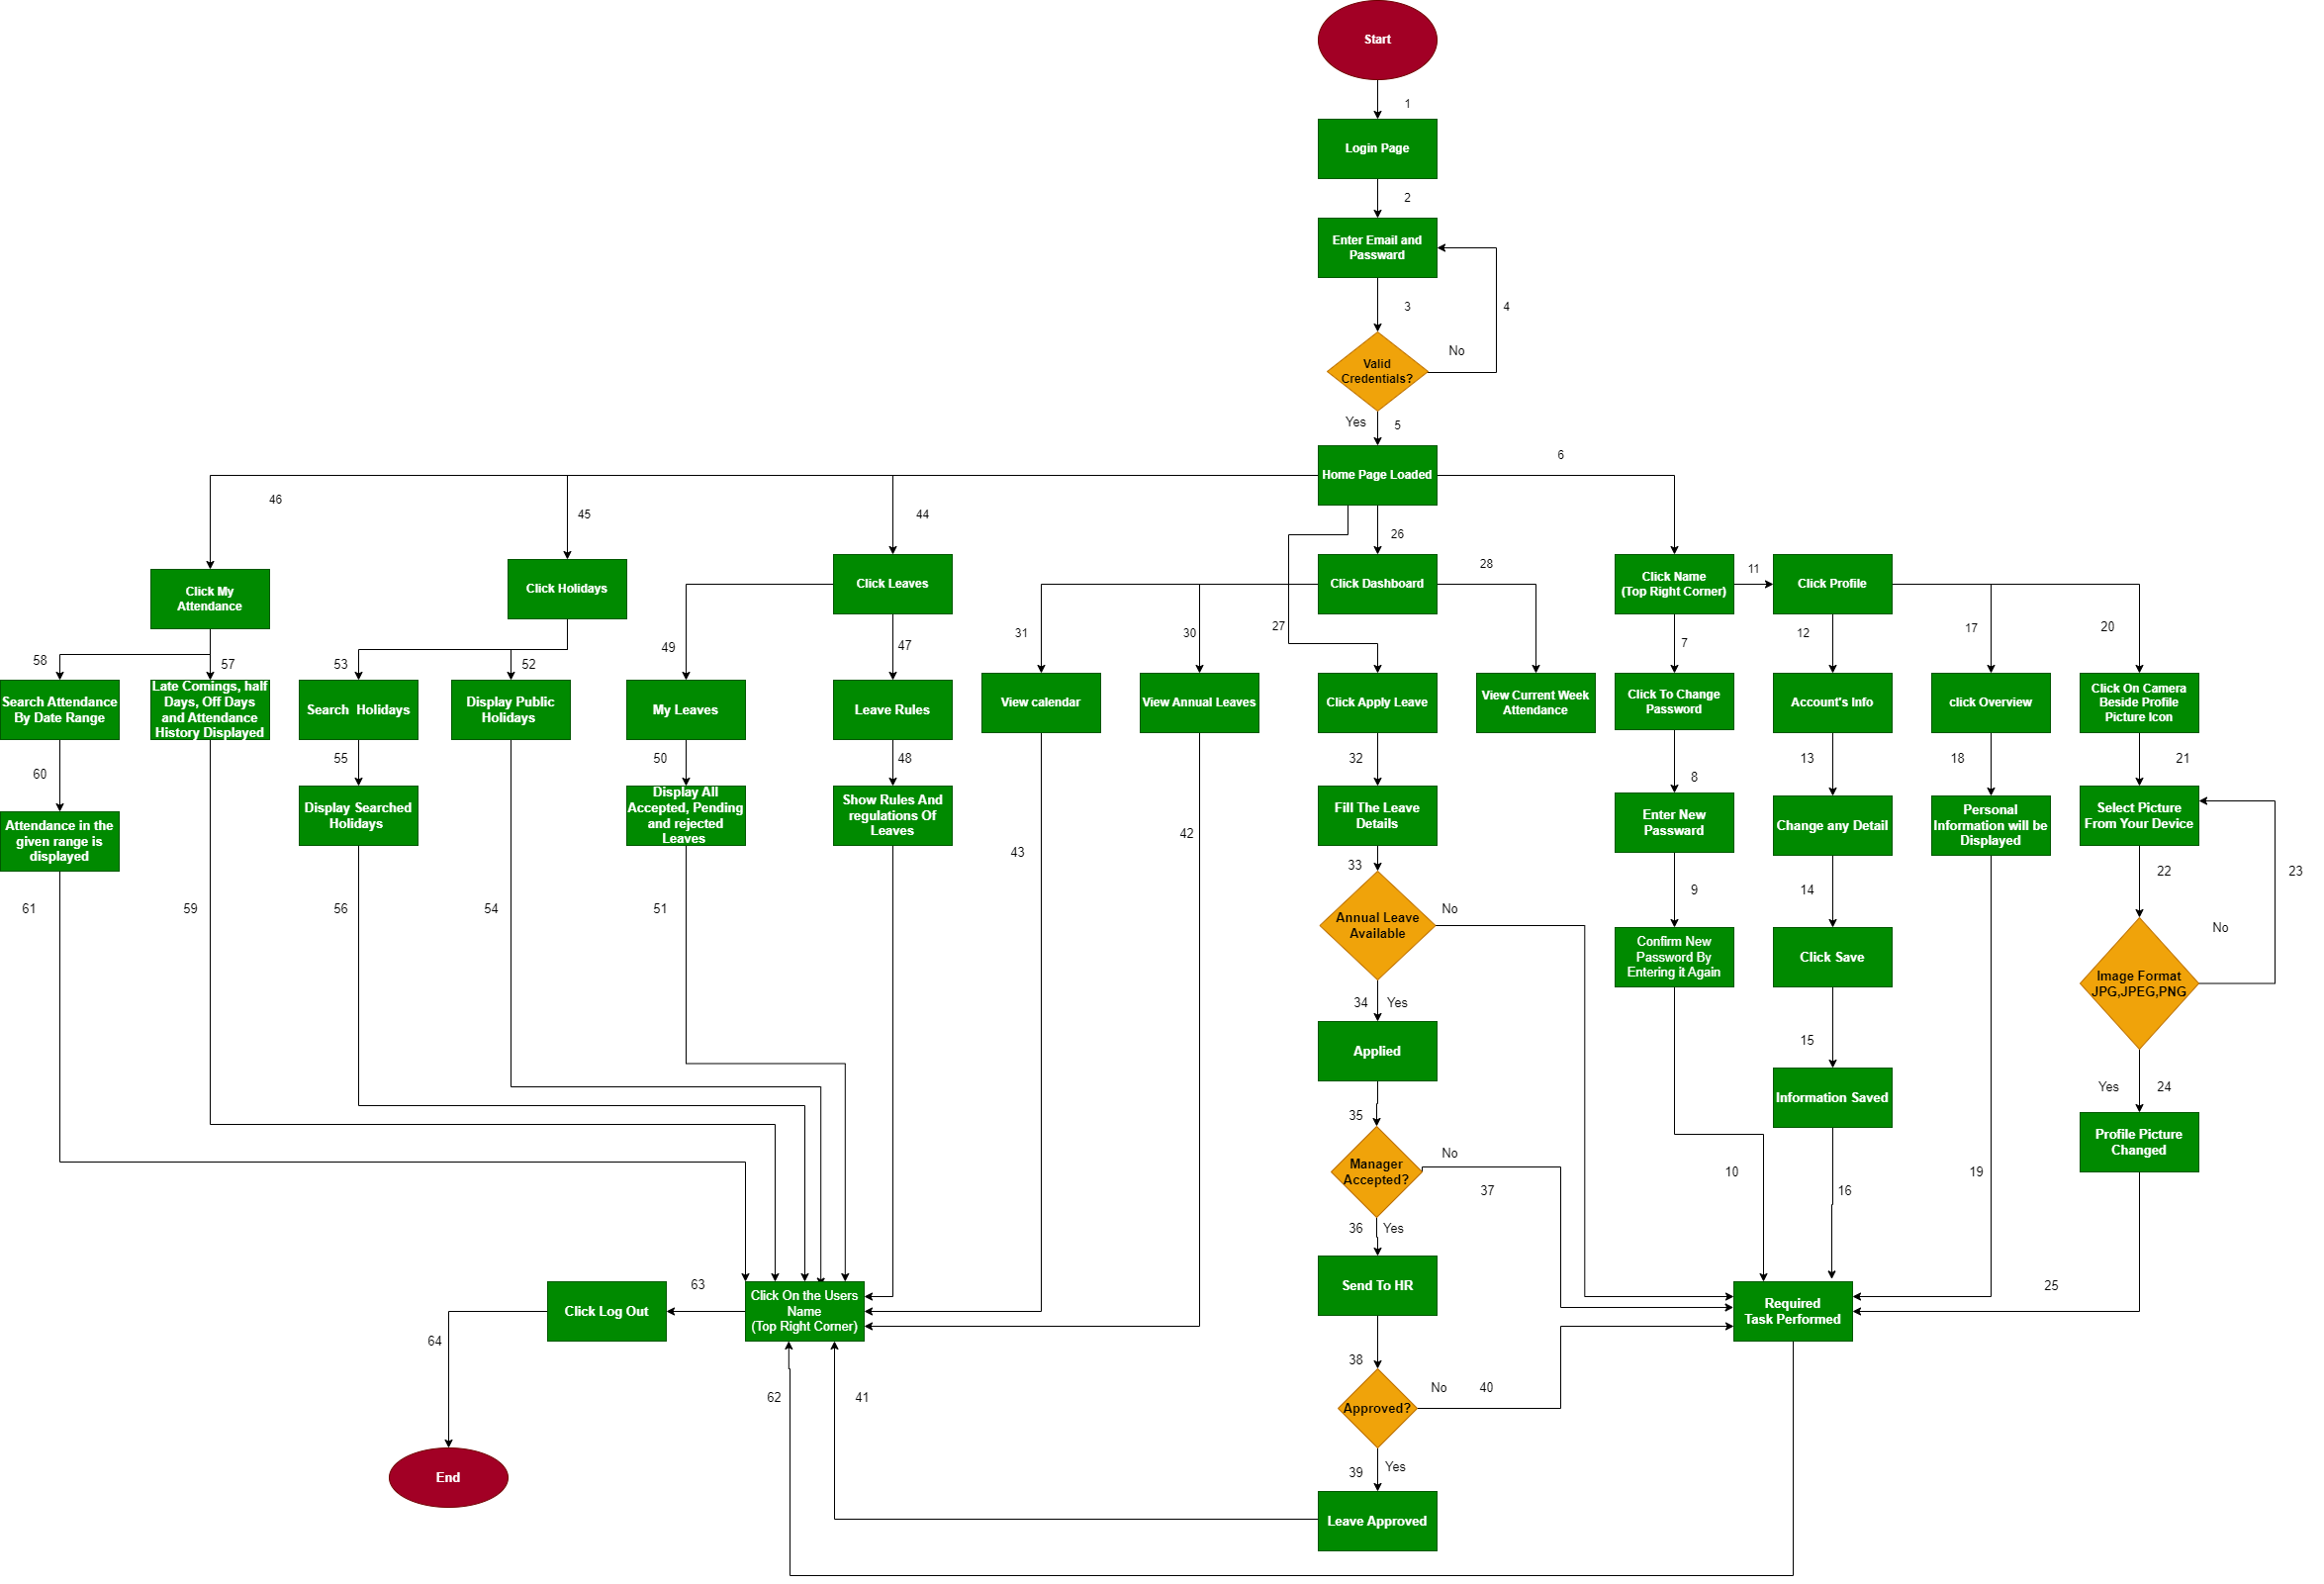 Start
1
Login Page
2
Enter Email and
Passward
3
4
Valid
Credentials?
No
Yes
5
Home Page Loaded
6
46
45
44
26
27
28
Click My
Attendance
Click Holidays
Click Leaves
Click Dashboard
Click Name
(Top Right Corner)
11
Click Profile
58
57
53
52
49
47
31
30
7
12
17
20
Search Attendance
By Date Range
Late Comings, half
Days, Off Days
and Attendance
History Displayed
Search Holidays
Display Public
Holidays
My Leaves
Leave Rules
View calendar
View Annual Leaves
Click Apply Leave
View Current Week
Attendance
Click To Change
Password
Account's Info
click Overview
Click On Camera
Beside Profile
Picture Icon
60
55
50
48
32
8
13
18
21
Attendance in the
given range is
displayed
Display Searched
Holidays
Display All
Accepted, Pending
and rejected
Leaves
Show Rules And
regulations Of
Leaves
43
42
Fill The Leave
Details
Enter New
Password
Change any Detail
Personal
Information will be
Displayed
Select Picture
From Your Device
33
9
14
22
23
61
59
56
54
51
Annual Leave
Available
No
Confirm New
Password By
Entering it Again
Click Save
Image Format
JPG,JPEG,PNG
No
34
Yes
15
Applied
Information Saved
Yes
24
35
Profile Picture
Changed
Manager
Accepted?
No
37
10
16
19
36
Yes
Send To HR
63
Click Log Out
Click On the Users
Name
(Top Right Corner)
Required
Task Performed
25
64
62
41
38
Approved?
No
40
39
Yes
End
Leave Approved